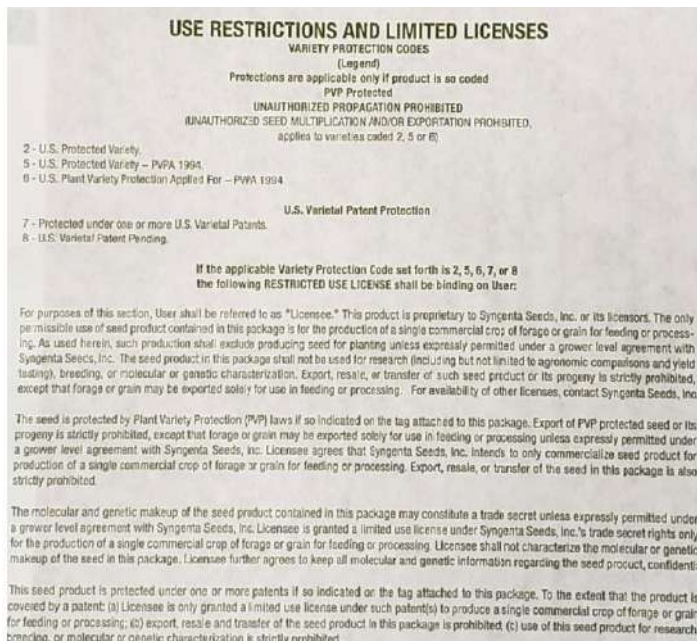 USE RESTRICTIONS AND LIMITED LICENSES
VARIETY PROTECTION CODES
(Legend)
Protections are applicable only if product is so coded
PVP Protected
UNAUTHORIZED PROPAGATION PROHIBITED
(UNAUTHORIZED SEED MULTIPLICATION AND/OR EXPORTATION PROHIBITED,
applies to varieties coded 2, 5 or 6)
2 - U.S. Protected Variety.
5 - U.S. Protected Variety – PVPA 1994.
6 - U.S. Plant Variety Protection Applied For – PVPA 1994
U.S. Varietal Patent Protection
7 - Protected under one or more U.S. Varietal Patents.
8 - U.S. Varietal Patent Pending.
If the applicable Variety Protection Code set forth is 2, 5, 6, 7, or 8
the following RESTRICTED USE LICENSE shall be binding on User:
For purposes of this section, User shall be referred to as "Licensee." This product is proprietary to Syngenta Seeds, Inc. or its licensors. The only
permissible use of seed product contained in this package is for the production of a single commercial crop of forage or grain for feeding or process-
ing. As used herein, such production shall exclude producing seed for planting unless expressly permitted under a grower level agreement with
Syngenta Seeds, Inc. The seed product in this package shall not be used for research (including but not limited to agronomic comparisons and yield
testing), breeding, or molecular or genetic characterization. Export, resale, or transfer of such seed product or its progeny is strictly prohibited,
except that forage or grain may be exported solely for use in feeding or processing. For availability of other licenses, contact Syngenta Seeds, Inc
The seed is protected by Plant Variety Protection (PVP) laws if so indicated on the tag attached to this package. Export of PVP protected seed or its
progeny is strictly prohibited, except that forage or grain may be exported solely for use in feeding or processing unless expressly permitted under
a grower level agreement with Syngenta Seeds, Inc. Licensee agrees that Syngenta Seeds, Inc. intends to only commercialize seed product for
production of a single commercial crop of forage or grain for feeding or processing. Export, resale, or transfer of the seed in this package is also
strictly prohibited.
The molecular and genetic makeup of the seed product contained in this package may constitute a trade secret unless expressly permitted under
a grower level agreement with Syngenta Seeds, Inc. Licensee is granted a limited use license under Syngenta Seeds, Inc.'s trade secret rights only
for the production of a single commercial crop of forage or grain for feeding or processing. Licensee shall not characterize the molecular or genetic
makeup of the seed in this package. Licensee further agrees to keep all molecular and genetic information regarding the seed product, confidenti
This seed product is protected under one or more patents if so indicated on the tag attached to this package. To the extent that the product is
covered by a patent: (a) Licensee is only granted a limited use license under such patent(s) to produce a single commercial crop of forage or grain
for feeding or processing; (b) export, resale and transfer of the seed product in this package is prohibited; (c) use of this seed product for research
breeding, or molecular or genetic characterization is strictly prohibited